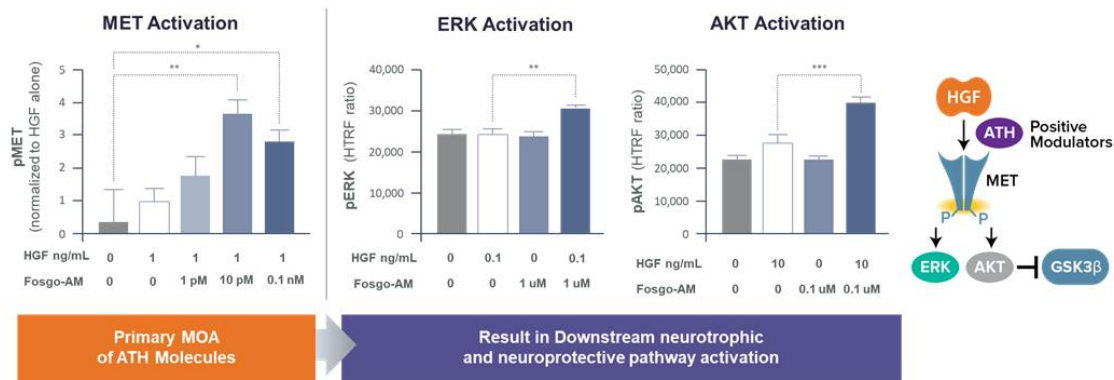 MET Activation
*
**
5
4
3
2
1
0
pMET
(normalized to HGF alone)
HGF ng/mL 0 1 1 1 1
Fosgo-AM 0 0 1 pM 10 pM 0.1 nM
ERK Activation
**
40,000
30,000
20,000
10,000
0
pERK (HTRF ratio)
HGF ng/mL 0 0.1 0 0.1
Fosgo-AM 0 0 1 uM 1 uM
AKT Activation
***
50,000
40,000
30,000
20,000
10,000
0
pAKT (HTRF ratio)
HGF ng/mL 0 10 0 10
Fosgo-AM 0 0 0.1 uM 0.1 uM
HGF
ATH Positive
Modulators
MET
P P
ERK AKT GSK3β
Primary MOA
of ATH Molecules
Result in Downstream neurotrophic
and neuroprotective pathway activation